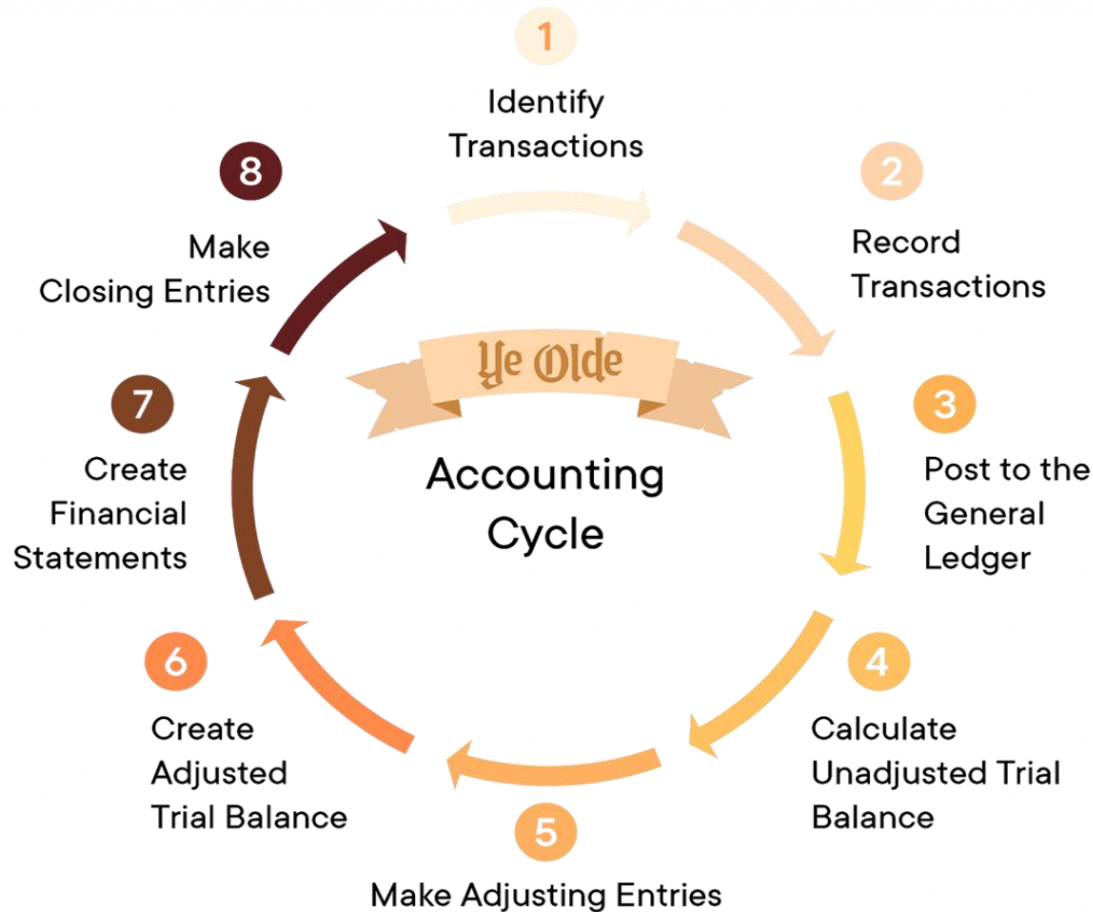 1
Identify
Transactions
2
Record
Transactions
3
Post to the
General
Ledger
4
Calculate
Unadjusted Trial
Balance
5
Make Adjusting Entries
6
Create
Adjusted
Trial Balance
7
Create
Financial
Statements
8
Make
Closing Entries
Ye Olde
Accounting
Cycle